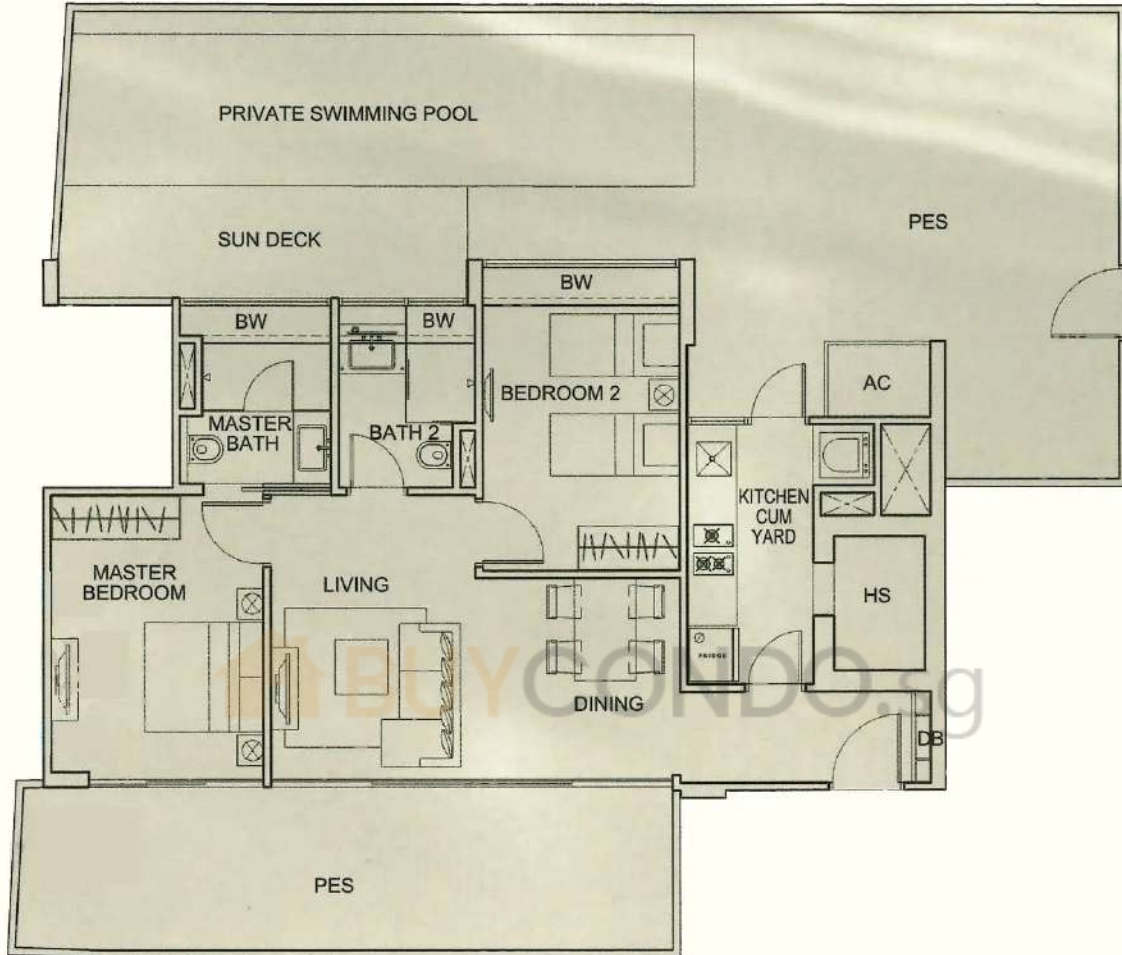 PRIVATE SWIMMING POOL
PES
SUN DECK
BW
BW
BW
AC
BEDROOM 2
MASTER
BATH
BATH 2
KITCHEN
CUM
YARD
MASTER
BEDROOM
LIVING
HS
FRIDGE
BUYCONDO.sg
DINING
DB
PES